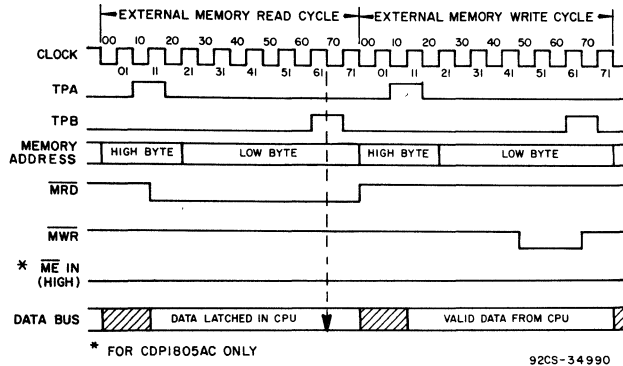 EXTERNAL MEMORY READ CYCLE EXTERNAL MEMORY WRITE CYCLE
00 10 20 30 40 50 60 70 00 10 20 30 40 50 60 70
CLOCK
01 11 21 31 41 51 61 71 01 11 21 31 41 51 61 71
TPA
TPB
MEMORY ADDRESS HIGH BYTE LOW BYTE HIGH BYTE LOW BYTE
MRD
MWR
* ME IN
(HIGH)
DATA BUS DATA LATCHED IN CPU VALID DATA FROM CPU
* FOR CDP1805AC ONLY
92CS-34990